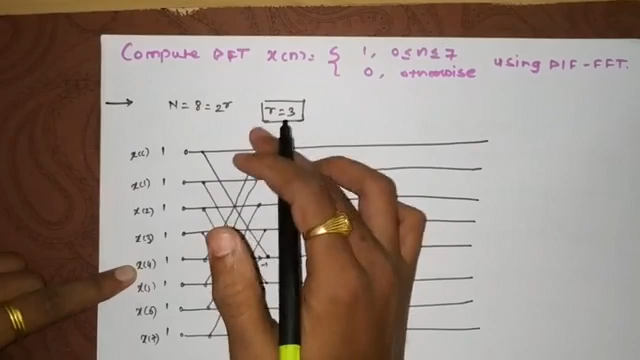 Compute DFT x(n) = { 1, 0≤n≤7 using DIF-FFT.
0, otherwise
→ N = 8 = 2^r r = 3
x(0) 1
x(1) 1
x(2) 1
x(3) 1
x(4) 1
x(5) 1
x(6) 1
x(7) 1